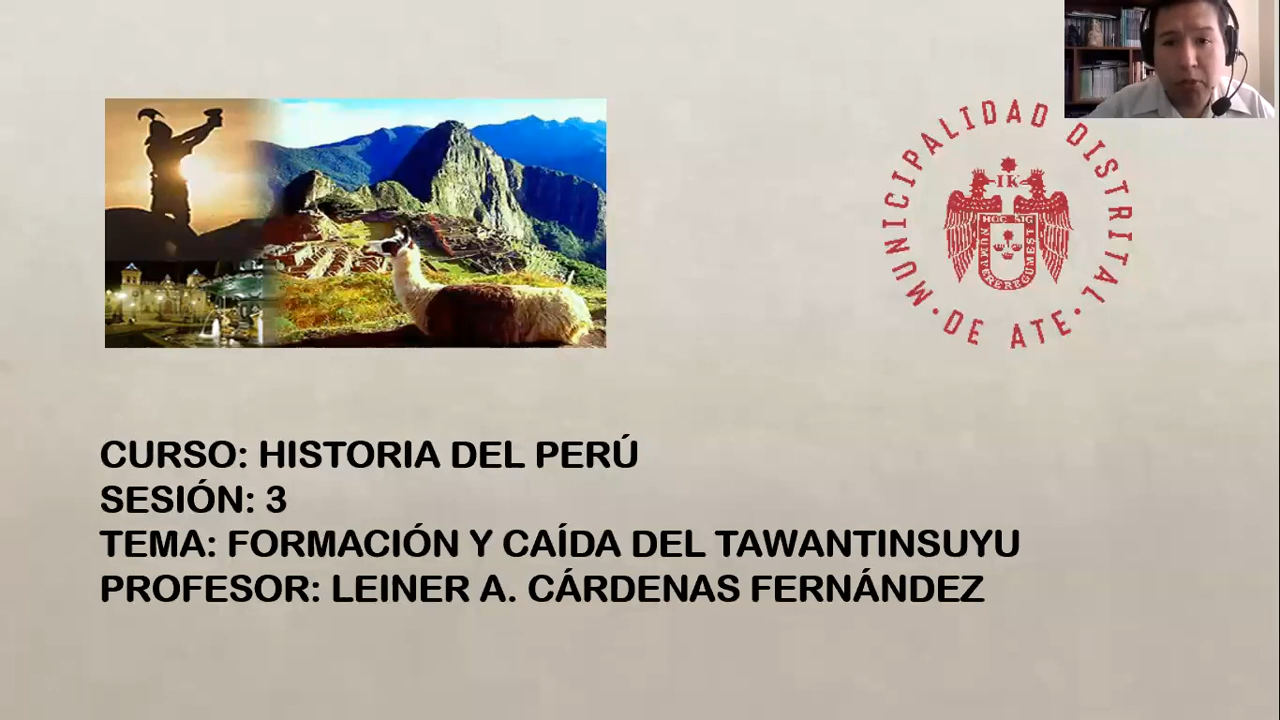 MUNICIPALIDAD DISTRITAL
• DE ATE •
IK
CURSO: HISTORIA DEL PERÚ
SESIÓN: 3
TEMA: FORMACIÓN Y CAÍDA DEL TAWANTINSUYU
PROFESOR: LEINER A. CÁRDENAS FERNÁNDEZ